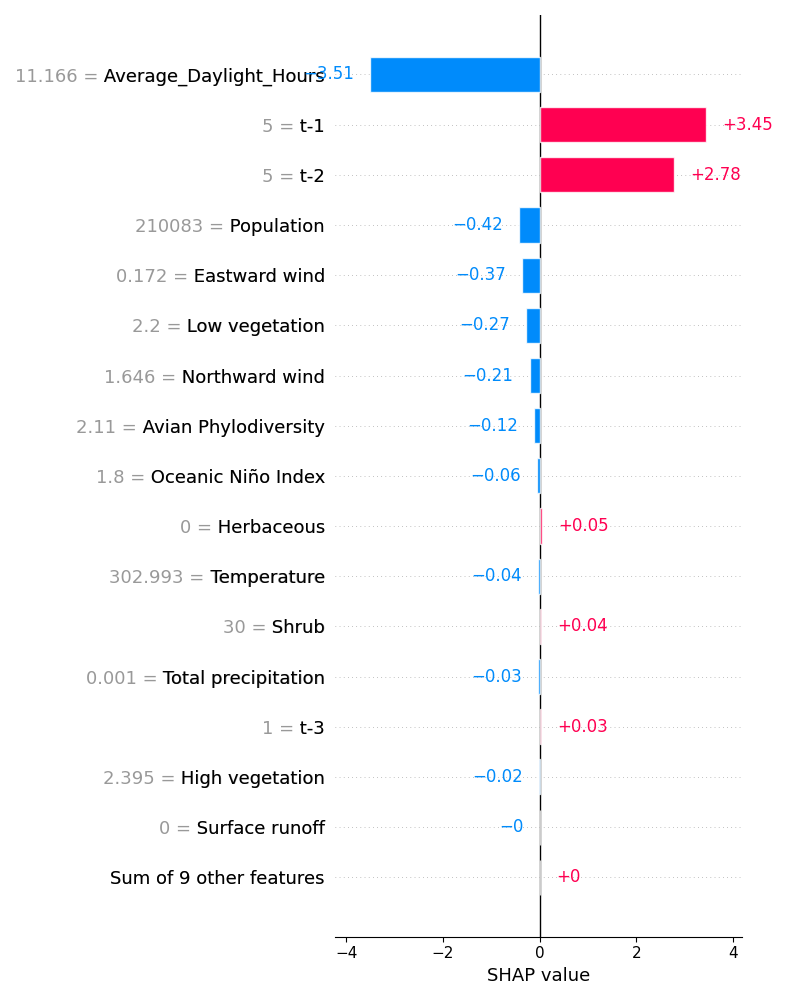 11.166 = Average_Daylight_Hours −3.51
5 = t-1 +3.45
5 = t-2 +2.78
210083 = Population −0.42
0.172 = Eastward wind −0.37
2.2 = Low vegetation −0.27
1.646 = Northward wind −0.21
2.11 = Avian Phylodiversity −0.12
1.8 = Oceanic Niño Index −0.06
0 = Herbaceous +0.05
302.993 = Temperature −0.04
30 = Shrub +0.04
0.001 = Total precipitation −0.03
1 = t-3 +0.03
2.395 = High vegetation −0.02
0 = Surface runoff −0
Sum of 9 other features +0
−4 −2 0 2 4
SHAP value